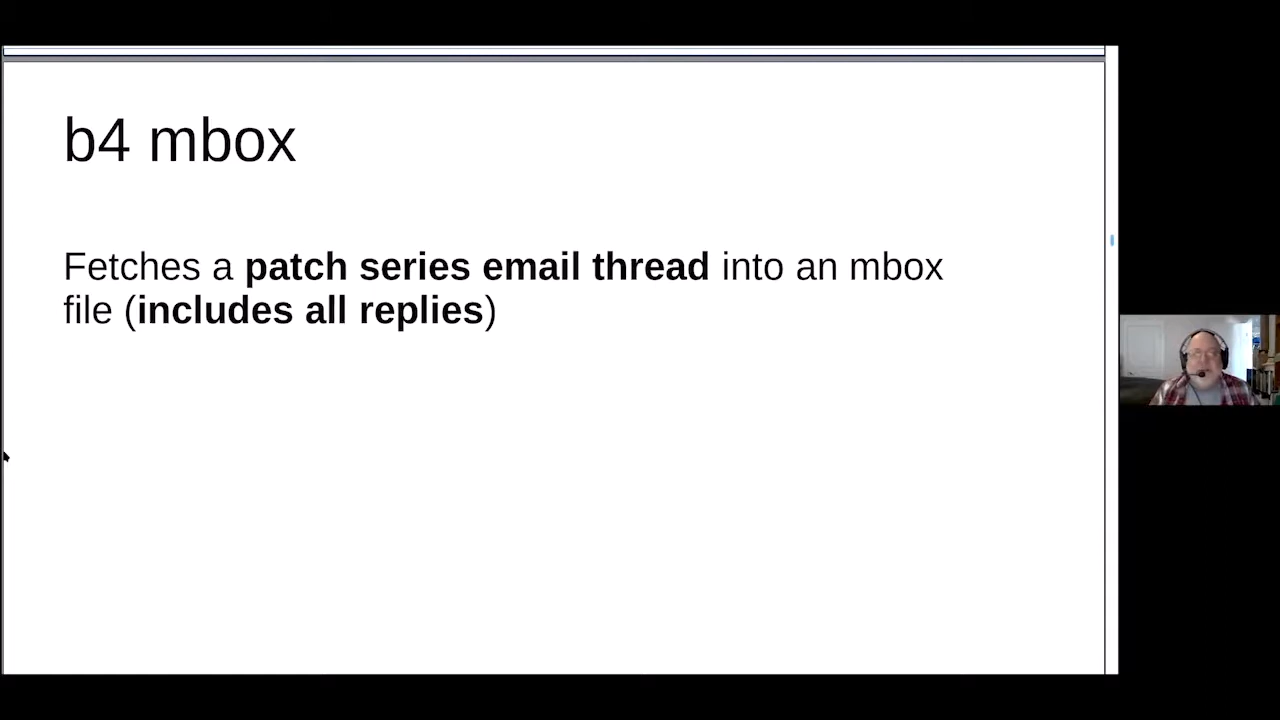 b4 mbox
Fetches a patch series email thread into an mbox
file (includes all replies)